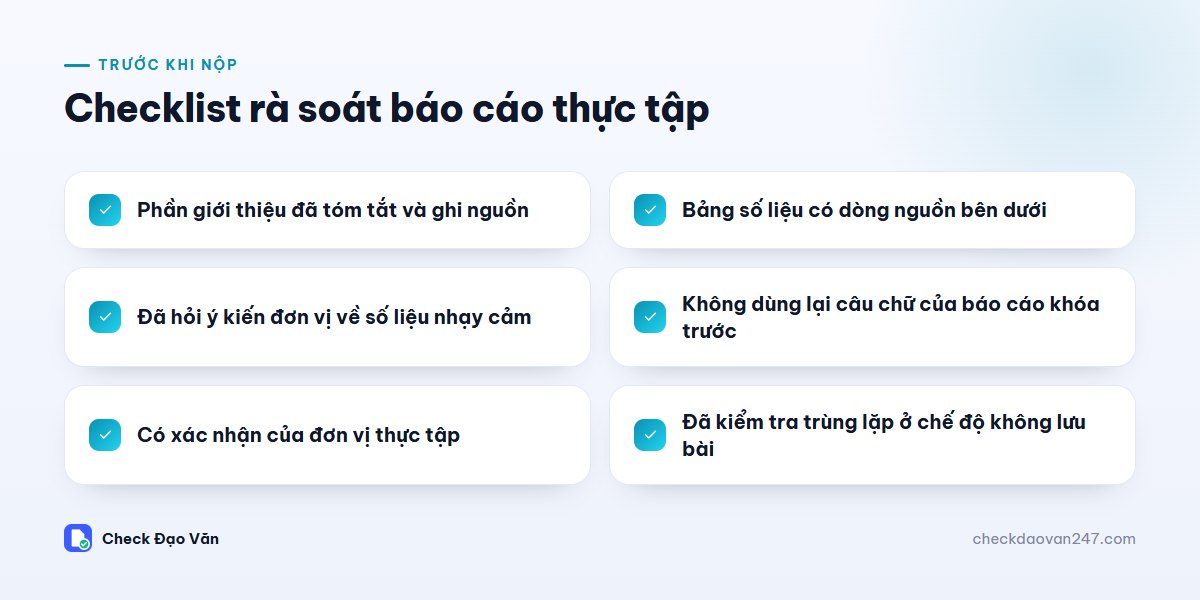 TRƯỚC KHI NỘP
Checklist rà soát báo cáo thực tập
Phần giới thiệu đã tóm tắt và ghi nguồn
Bảng số liệu có dòng nguồn bên dưới
Đã hỏi ý kiến đơn vị về số liệu nhạy cảm
Không dùng lại câu chữ của báo cáo khóa
trước
Có xác nhận của đơn vị thực tập
Đã kiểm tra trùng lặp ở chế độ không lưu
bài
Check Đạo Văn
checkdaovan247.com